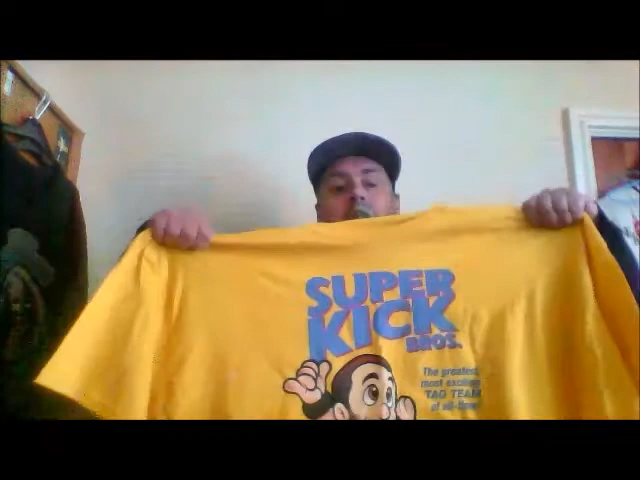 SUPER
KICK
BROS.
The greatest,
most exciting
TAG TEAM
of all-time!